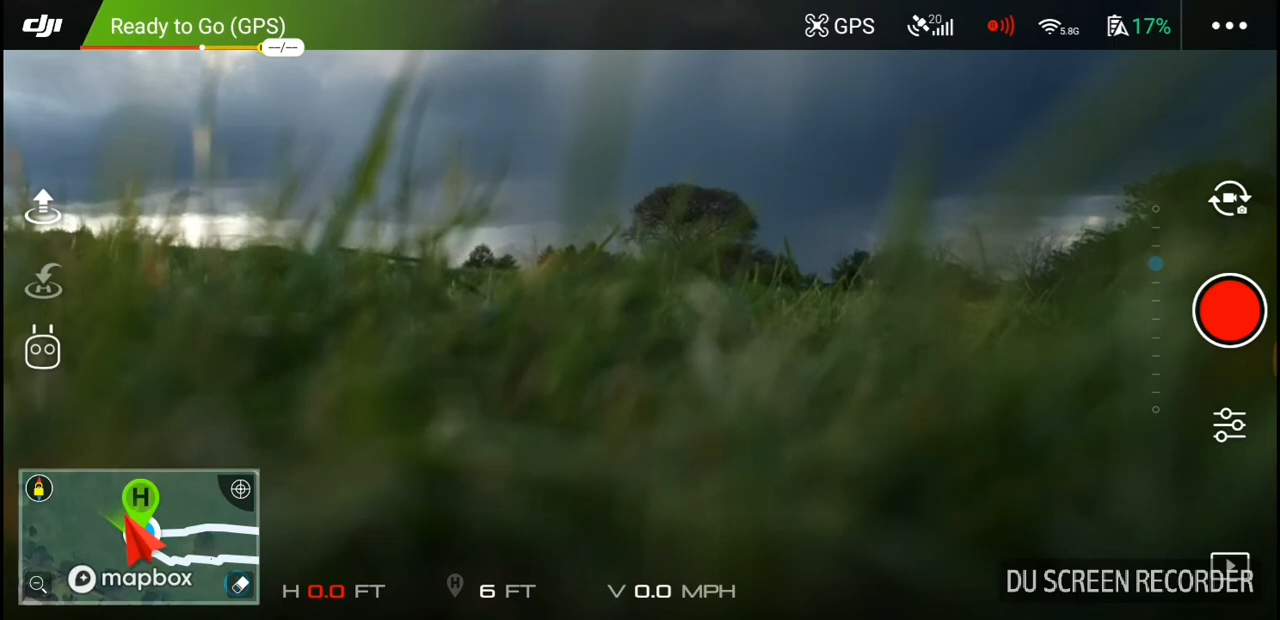 dji
Ready to Go (GPS)
GPS
20
5.8G
17%
--/--
H
H
mapbox
H 0.0 FT
H 6 FT
V 0.0 MPH
DU SCREEN RECORDER